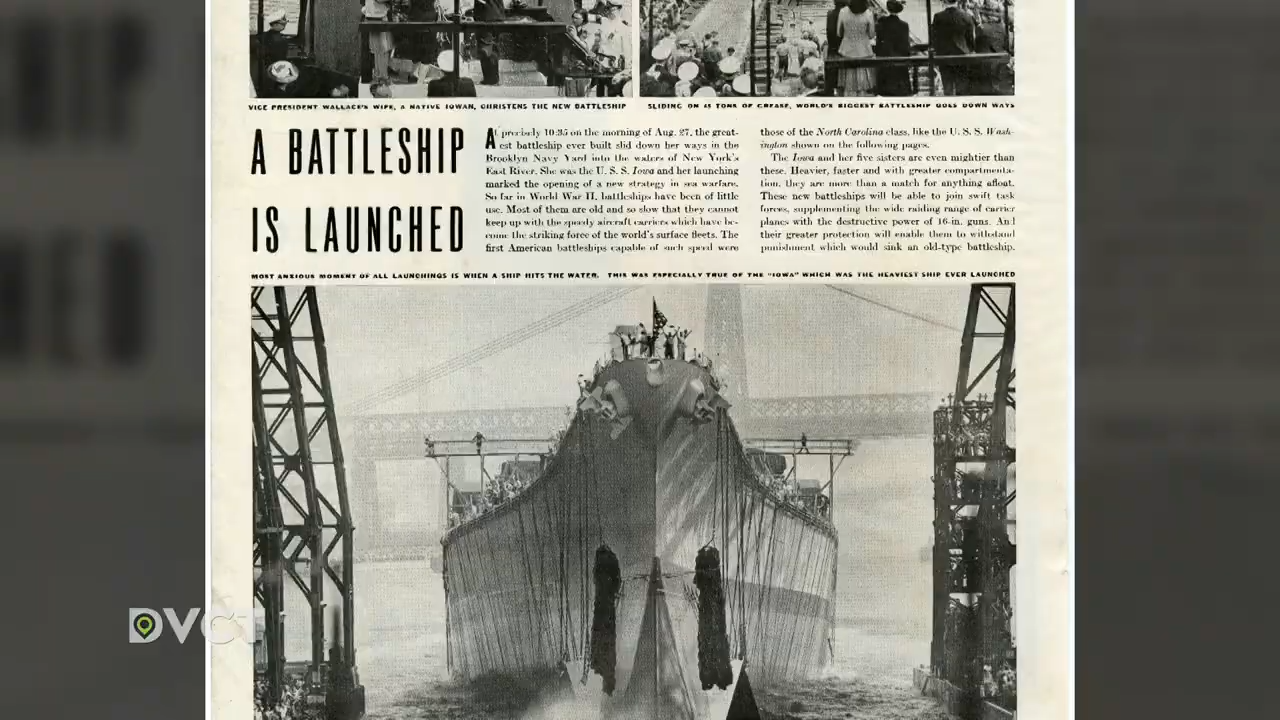 VICE PRESIDENT WALLACE'S WIFE, A NATIVE IOWAN, CHRISTENS THE NEW BATTLESHIP
SLIDING ON 45 TONS OF GREASE, WORLD'S BIGGEST BATTLESHIP GOES DOWN WAYS
A BATTLESHIP
IS LAUNCHED
At precisely 10:35 on the morning of Aug. 27, the great-
est battleship ever built slid down her ways in the
Brooklyn Navy Yard into the waters of New York's
East River. She was the U. S. S. Iowa and her launching
marked the opening of a new strategy in sea warfare.
So far in World War II, battleships have been of little
use. Most of them are old and so slow that they cannot
keep up with the speedy aircraft carriers which have be-
come the striking force of the world's surface fleets. The
first American battleships capable of such speed were
those of the North Carolina class, like the U. S. S. Wash-
ington shown on the following pages.
The Iowa and her five sisters are even mightier than
these. Heavier, faster and with greater compartmenta-
tion, they are more than a match for anything afloat.
These new battleships will be able to join swift task
forces, supplementing the wide raiding range of carrier
planes with the destructive power of 16-in. guns. And
their greater protection will enable them to withstand
punishment which would sink an old-type battleship.
MOST ANXIOUS MOMENT OF ALL LAUNCHINGS IS WHEN A SHIP HITS THE WATER. THIS WAS ESPECIALLY TRUE OF THE "IOWA" WHICH WAS THE HEAVIEST SHIP EVER LAUNCHED